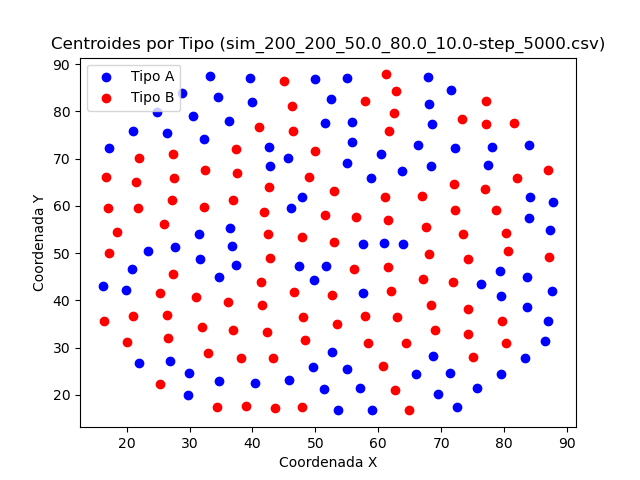 Centroides por Tipo (sim_200_200_50.0_80.0_10.0-step_5000.csv)
Tipo A
Tipo B
90
80
70
60
50
40
30
20
Coordenada Y
20 30 40 50 60 70 80 90
Coordenada X